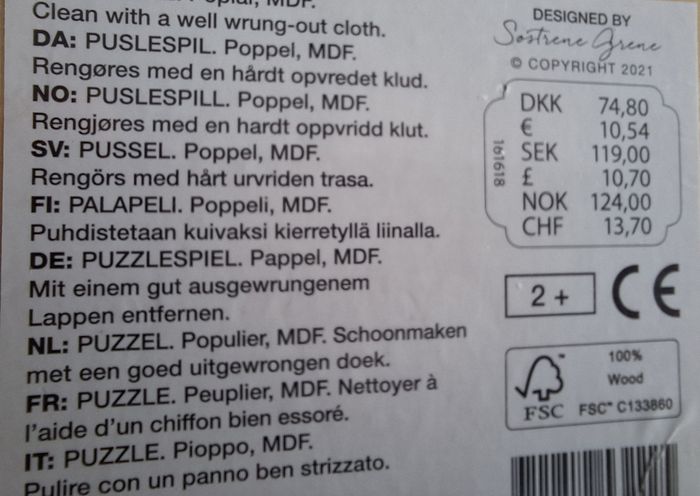 Poplar, MDF.
Clean with a well wrung-out cloth.
DA: PUSLESPIL. Poppel, MDF.
Rengøres med en hårdt opvredet klud.
NO: PUSLESPILL. Poppel, MDF.
Rengjøres med en hardt oppvridd klut.
SV: PUSSEL. Poppel, MDF.
Rengörs med hårt urvriden trasa.
FI: PALAPELI. Poppeli, MDF.
Puhdistetaan kuivaksi kierretyllä liinalla.
DE: PUZZLESPIEL. Pappel, MDF.
Mit einem gut ausgewrungenem
Lappen entfernen.
NL: PUZZEL. Populier, MDF. Schoonmaken
met een goed uitgewrongen doek.
FR: PUZZLE. Peuplier, MDF. Nettoyer à
l'aide d'un chiffon bien essoré.
IT: PUZZLE. Pioppo, MDF.
Pulire con un panno ben strizzato.
DESIGNED BY
Søstrene Grene
© COPYRIGHT 2021
161618
DKK 74,80
€ 10,54
SEK 119,00
£ 10,70
NOK 124,00
CHF 13,70
2 +
CE
FSC
100%
Wood
FSC™ C133860